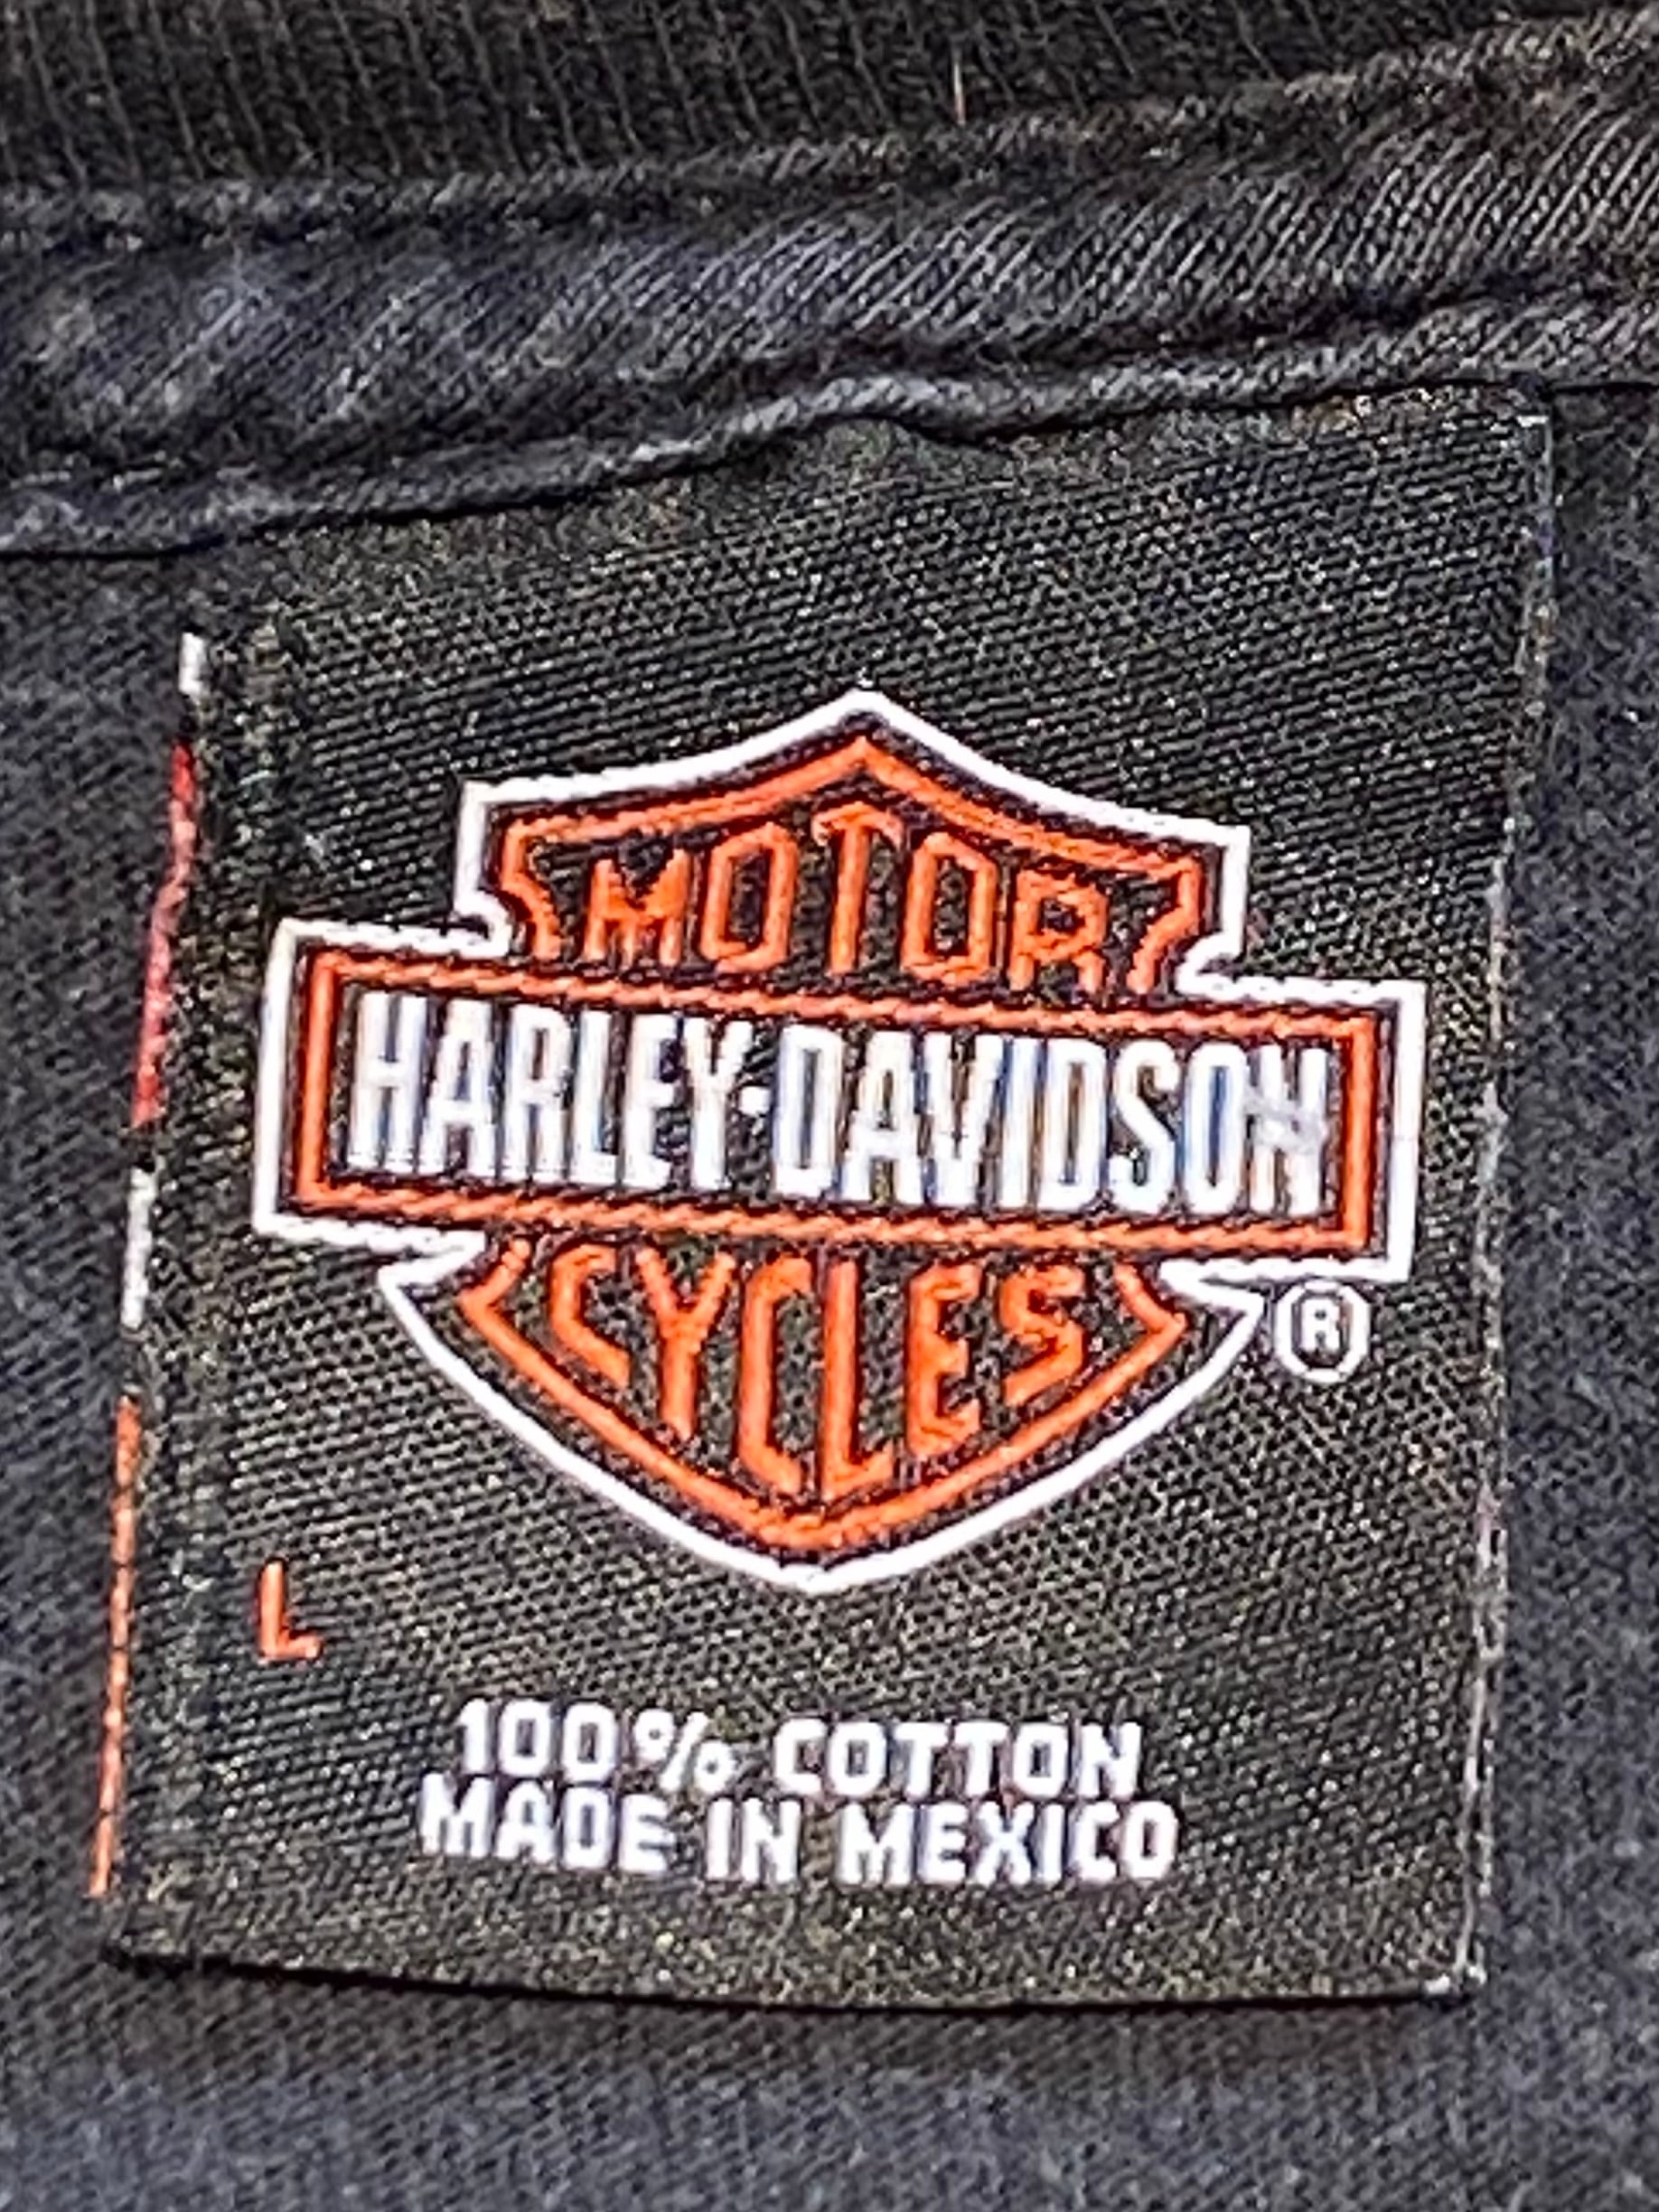 MOTOR
HARLEY-DAVIDSON
CYCLES
®
L
100% COTTON
MADE IN MEXICO